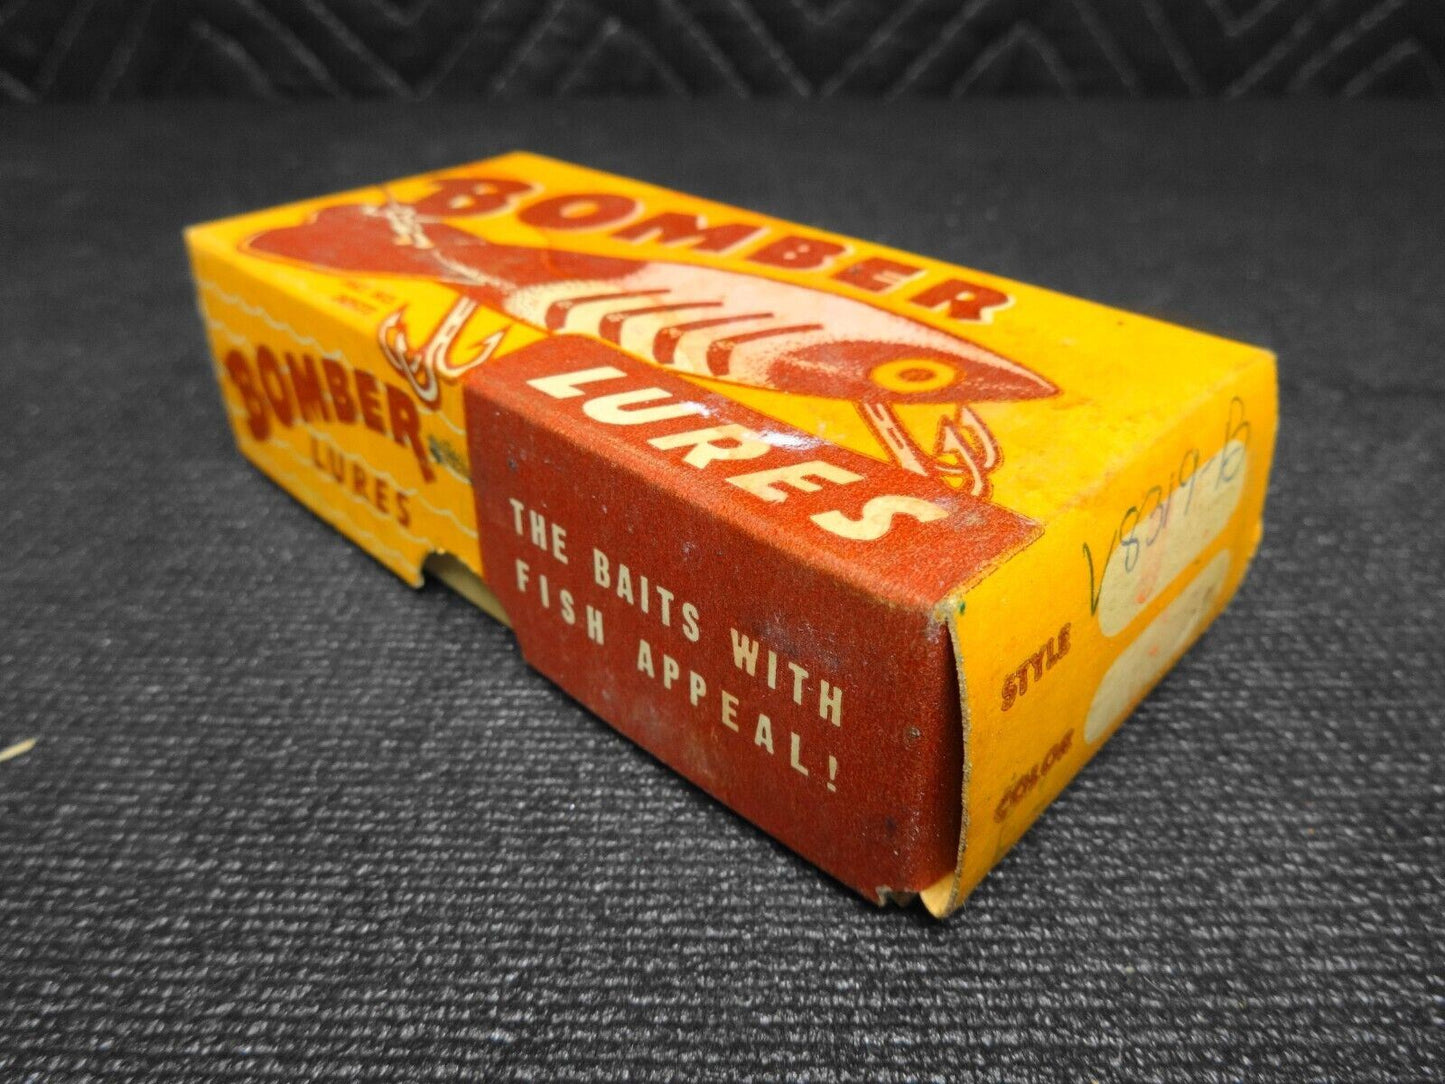 BOMBER
LURES
BOMBER
LURES
THE BAITS WITH
FISH APPEAL!
V8319-B
STYLE
COLOR